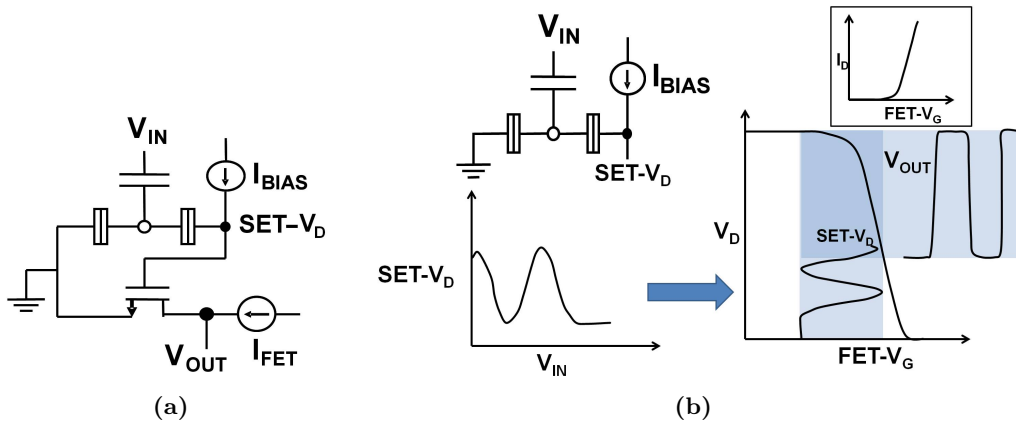 V_IN
I_BIAS
SET-V_D
V_OUT
I_FET
(a)
V_IN
I_BIAS
SET-V_D
SET-V_D
V_IN
I_D
FET-V_G
V_OUT
SET-V_D
V_D
FET-V_G
(b)